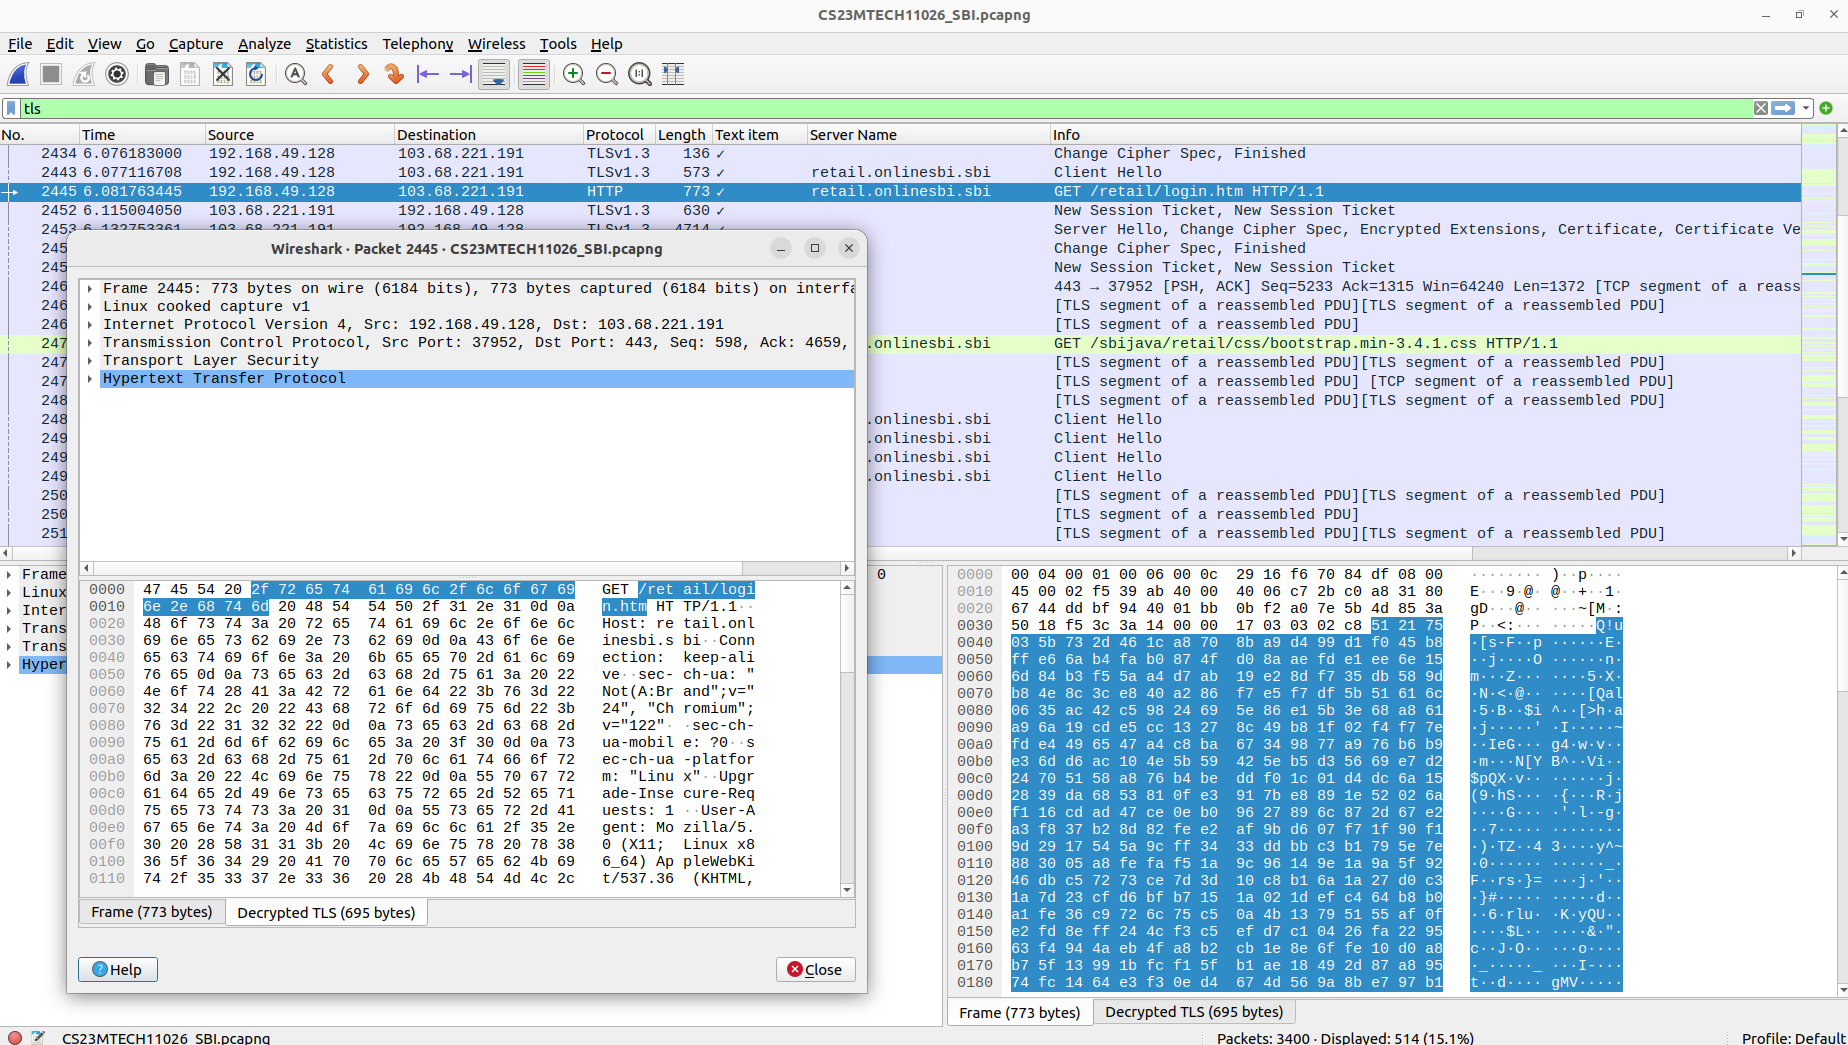 CS23MTECH11026_SBI.pcapng
File Edit View Go Capture Analyze Statistics Telephony Wireless Tools Help
tls
No. Time Source Destination Protocol Length Text item Server Name Info
2434 6.076183000 192.168.49.128 103.68.221.191 TLSv1.3 136 ✓ Change Cipher Spec, Finished
2443 6.077116708 192.168.49.128 103.68.221.191 TLSv1.3 573 ✓ retail.onlinesbi.sbi Client Hello
2445 6.081763445 192.168.49.128 103.68.221.191 HTTP 773 ✓ retail.onlinesbi.sbi GET /retail/login.htm HTTP/1.1
2452 6.115004050 103.68.221.191 192.168.49.128 TLSv1.3 630 ✓ New Session Ticket, New Session Ticket
2453 6.132753361 103.68.221.191 192.168.49.128 TLSv1.3 4714 Server Hello, Change Cipher Spec, Encrypted Extensions, Certificate, Certificate Ve
245 Change Cipher Spec, Finished
245 New Session Ticket, New Session Ticket
246 443 → 37952 [PSH, ACK] Seq=5233 Ack=1315 Win=64240 Len=1372 [TCP segment of a reass
246 [TLS segment of a reassembled PDU][TLS segment of a reassembled PDU]
246 [TLS segment of a reassembled PDU]
247 .onlinesbi.sbi GET /sbijava/retail/css/bootstrap.min-3.4.1.css HTTP/1.1
247 [TLS segment of a reassembled PDU][TLS segment of a reassembled PDU]
247 [TLS segment of a reassembled PDU] [TCP segment of a reassembled PDU]
248 [TLS segment of a reassembled PDU][TLS segment of a reassembled PDU]
248 .onlinesbi.sbi Client Hello
249 .onlinesbi.sbi Client Hello
249 .onlinesbi.sbi Client Hello
249 .onlinesbi.sbi Client Hello
250 [TLS segment of a reassembled PDU][TLS segment of a reassembled PDU]
250 [TLS segment of a reassembled PDU]
251 [TLS segment of a reassembled PDU][TLS segment of a reassembled PDU]
Wireshark · Packet 2445 · CS23MTECH11026_SBI.pcapng
Frame 2445: 773 bytes on wire (6184 bits), 773 bytes captured (6184 bits) on interfa
Linux cooked capture v1
Internet Protocol Version 4, Src: 192.168.49.128, Dst: 103.68.221.191
Transmission Control Protocol, Src Port: 37952, Dst Port: 443, Seq: 598, Ack: 4659,
Transport Layer Security
Hypertext Transfer Protocol
0000 47 45 54 20 2f 72 65 74 61 69 6c 2f 6c 6f 67 69 GET /ret ail/logi
0010 6e 2e 68 74 6d 20 48 54 54 50 2f 31 2e 31 0d 0a n.htm HT TP/1.1··
0020 48 6f 73 74 3a 20 72 65 74 61 69 6c 2e 6f 6e 6c Host: re tail.onl
0030 69 6e 65 73 62 69 2e 73 62 69 0d 0a 43 6f 6e 6e inesbi.s bi··Conn
0040 65 63 74 69 6f 6e 3a 20 6b 65 65 70 2d 61 6c 69 ection: keep-ali
0050 76 65 0d 0a 73 65 63 2d 63 68 2d 75 61 3a 20 22 ve··sec- ch-ua: "
0060 4e 6f 74 28 41 3a 42 72 61 6e 64 22 3b 76 3d 22 Not(A:Br and";v="
0070 32 34 22 2c 20 22 43 68 72 6f 6d 69 75 6d 22 3b 24", "Ch romium";
0080 76 3d 22 31 32 32 22 0d 0a 73 65 63 2d 63 68 2d v="122"· ·sec-ch-
0090 75 61 2d 6d 6f 62 69 6c 65 3a 20 3f 30 0d 0a 73 ua-mobil e: ?0··s
00a0 65 63 2d 63 68 2d 75 61 2d 70 6c 61 74 66 6f 72 ec-ch-ua -platfor
00b0 6d 3a 20 22 4c 69 6e 75 78 22 0d 0a 55 70 67 72 m: "Linu x"··Upgr
00c0 61 64 65 2d 49 6e 73 65 63 75 72 65 2d 52 65 71 ade-Inse cure-Req
00d0 75 65 73 74 73 3a 20 31 0d 0a 55 73 65 72 2d 41 uests: 1 ··User-A
00e0 67 65 6e 74 3a 20 4d 6f 7a 69 6c 6c 61 2f 35 2e gent: Mo zilla/5.
00f0 30 20 28 58 31 31 3b 20 4c 69 6e 75 78 20 78 38 0 (X11; Linux x8
0100 36 5f 36 34 29 20 41 70 70 6c 65 57 65 62 4b 69 6_64) Ap pleWebKi
0110 74 2f 35 33 37 2e 33 36 20 28 4b 48 54 4d 4c 2c t/537.36 (KHTML,
Frame (773 bytes) Decrypted TLS (695 bytes)
Help Close
Frame 0
Linux
Inter
Trans
Trans
Hyper
0000 00 04 00 01 00 06 00 0c 29 16 f6 70 84 df 08 00 ········ )··p····
0010 45 00 02 f5 39 ab 40 00 40 06 c7 2b c0 a8 31 80 E···9·@· @··+··1·
0020 67 44 dd bf 94 40 01 bb 0b f2 a0 7e 5b 4d 85 3a gD···@·· ···~[M·:
0030 50 18 f5 3c 3a 14 00 00 17 03 03 02 c8 51 21 75 P··<:··· ·····Q!u
0040 03 5b 73 2d 46 1c a8 70 8b a9 d4 99 d1 f0 45 b8 ·[s-F··p ······E·
0050 ff e6 6a b4 fa b0 87 4f d0 8a ae fd e1 ee 6e 15 ··j····O ······n·
0060 6d 84 b3 f5 5a a4 d7 ab 19 e2 8d f7 35 db 58 9d m···Z··· ····5·X·
0070 b8 4e 8c 3c e8 40 a2 86 f7 e5 f7 df 5b 51 61 6c ·N·<·@·· ····[Qal
0080 06 35 ac 42 c5 98 24 69 5e 86 e1 5b 3e 68 a8 61 ·5·B··$i ^··[>h·a
0090 a9 6a 19 cd e5 cc 13 27 8c 49 b8 1f 02 f4 f7 7e ·j·····' ·I·····~
00a0 fd e4 49 65 47 a4 c8 ba 67 34 98 77 a9 76 b6 b9 ··IeG··· g4·w·v··
00b0 e3 6d d6 ac 10 4e 5b 59 42 5e b5 d3 56 69 e7 d2 ·m···N[Y B^··Vi··
00c0 24 70 51 58 a8 76 b4 be dd f0 1c 01 d4 dc 6a 15 $pQX·v·· ······j·
00d0 28 39 da 68 53 81 0f e3 91 7b e8 89 1e 52 02 6a (9·hS··· ·{···R·j
00e0 f1 16 cd ad 47 ce 0e b0 96 27 89 6c 87 2d 67 e2 ····G··· ·'·l·-g·
00f0 a3 f8 37 b2 8d 82 fe e2 af 9b d6 07 f7 1f 90 f1 ··7····· ········
0100 9d 29 17 54 5a 9c ff 34 33 dd bb c3 b1 79 5e 7e ·)·TZ··4 3····y^~
0110 88 30 05 a8 fe fa f5 1a 9c 96 14 9e 1a 9a 5f 92 ·0······ ······_·
0120 46 db c5 72 73 ce 7d 3d 10 c8 b1 6a 1a 27 d0 c3 F··rs·}= ···j·'··
0130 1a 7d 23 cf d6 bf b7 15 1a 02 1d ef c4 64 b8 b0 ·}#····· ·····d··
0140 a1 fe 36 c9 72 6c 75 c5 0a 4b 13 79 51 55 af 0f ··6·rlu· ·K·yQU··
0150 e2 fd 8e ff 24 4c f3 c5 ef d7 c1 04 26 fa 22 95 ····$L·· ····&·"·
0160 63 f4 94 4a eb 4f a8 b2 cb 1e 8e 6f fe 10 d0 a8 c··J·O·· ···o····
0170 b7 5f 13 99 1b fc f1 5f b1 ae 18 49 2d 87 a8 95 ·_·····_ ···I-···
0180 74 fc 14 64 e3 f3 0e d4 67 4d 56 9a 8b e7 97 b1 t··d···· gMV·····
Frame (773 bytes) Decrypted TLS (695 bytes)
CS23MTECH11026_SBI.pcapng Packets: 3400 · Displayed: 514 (15.1%) Profile: Default